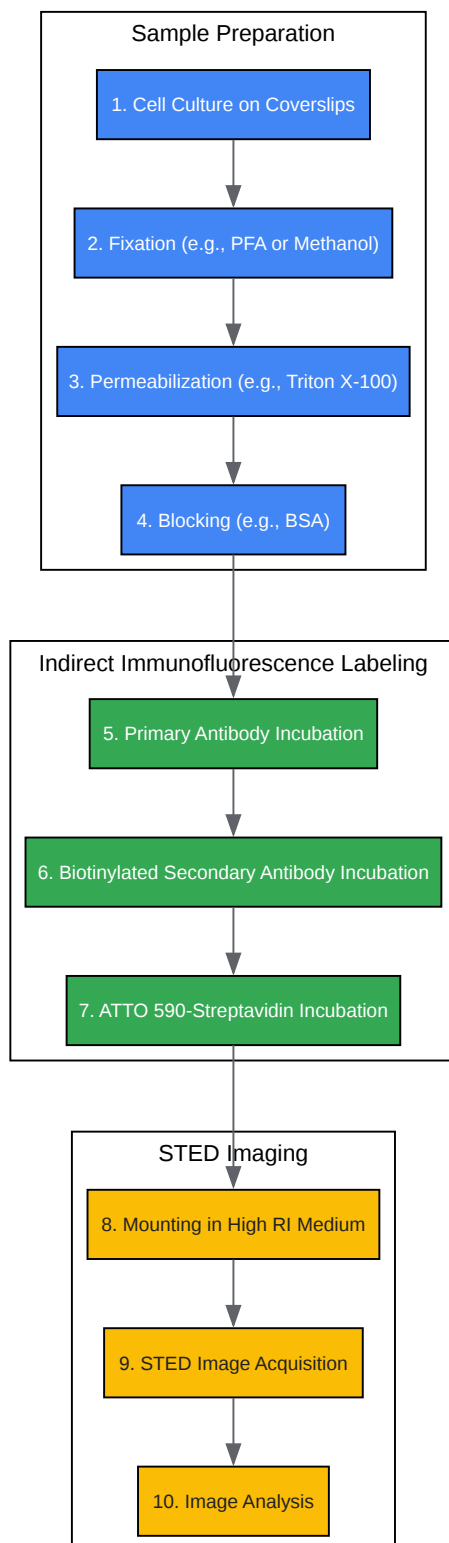 Sample Preparation
1. Cell Culture on Coverslips
2. Fixation (e.g., PFA or Methanol)
3. Permeabilization (e.g., Triton X-100)
4. Blocking (e.g., BSA)
Indirect Immunofluorescence Labeling
5. Primary Antibody Incubation
6. Biotinylated Secondary Antibody Incubation
7. ATTO 590-Streptavidin Incubation
STED Imaging
8. Mounting in High RI Medium
9. STED Image Acquisition
10. Image Analysis